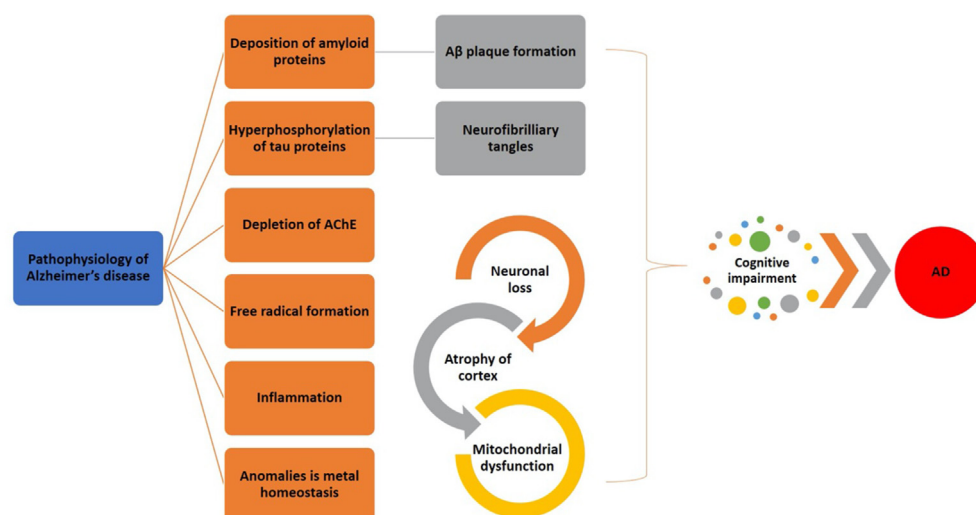 Deposition of amyloid
proteins
Aβ plaque formation
Hyperphosphorylation
of tau proteins
Neurofibrilliary
tangles
Depletion of AChE
Pathophysiology of
Alzheimer's disease
Free radical formation
Inflammation
Anomalies is metal
homeostasis
Neuronal
loss
Atrophy of
cortex
Mitochondrial
dysfunction
Cognitive
impairment
AD